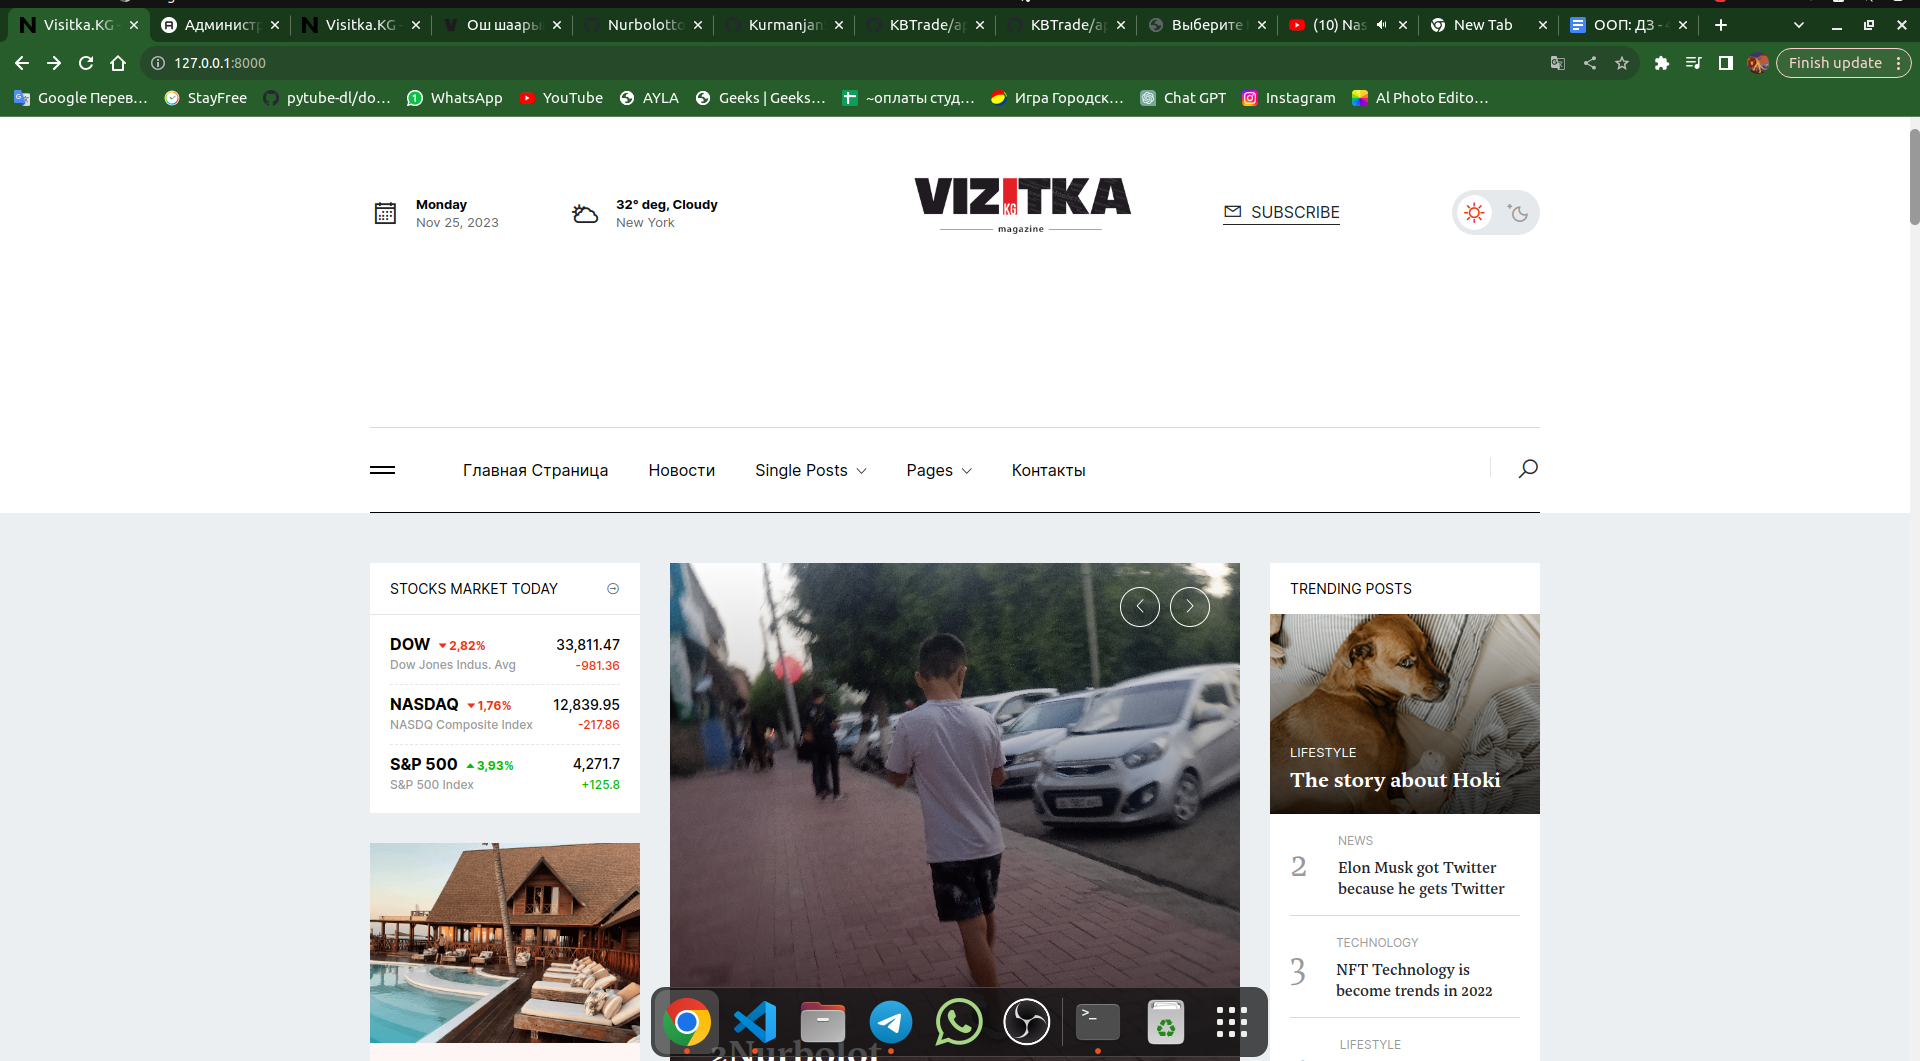 Visitka.KG
Админист
Visitka.KG
Ош шаары
Nurbolotto
Kurmanjan
KBTrade/ap
KBTrade/ap
Выберите
(10) Nas
New Tab
ООП: ДЗ -
127.0.0.1:8000
Finish update
Google Перев...
StayFree
pytube-dl/do...
WhatsApp
YouTube
AYLA
Geeks | Geeks...
~оплаты студ...
Игра Городск...
Chat GPT
Instagram
Al Photo Edito...
Monday
Nov 25, 2023
32° deg, Cloudy
New York
VIZITKA
KG
magazine
SUBSCRIBE
Главная Страница
Новости
Single Posts
Pages
Контакты
STOCKS MARKET TODAY
DOW 2,82% 33,811.47
Dow Jones Indus. Avg -981.36
NASDAQ 1,76% 12,839.95
NASDQ Composite Index -217.86
S&P 500 3,93% 4,271.7
S&P 500 Index +125.8
2Nurbolot
TRENDING POSTS
LIFESTYLE
The story about Hoki
NEWS
2
Elon Musk got Twitter
because he gets Twitter
TECHNOLOGY
3
NFT Technology is
become trends in 2022
LIFESTYLE